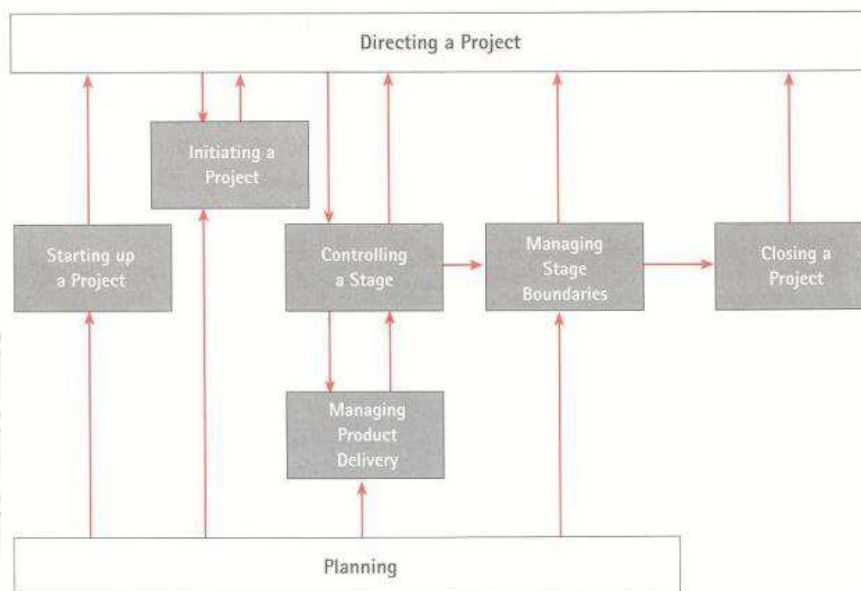 Directing a Project
Initiating a
Project
Starting up
a Project
Controlling
a Stage
Managing
Stage
Boundaries
Closing a
Project
Managing
Product
Delivery
Planning